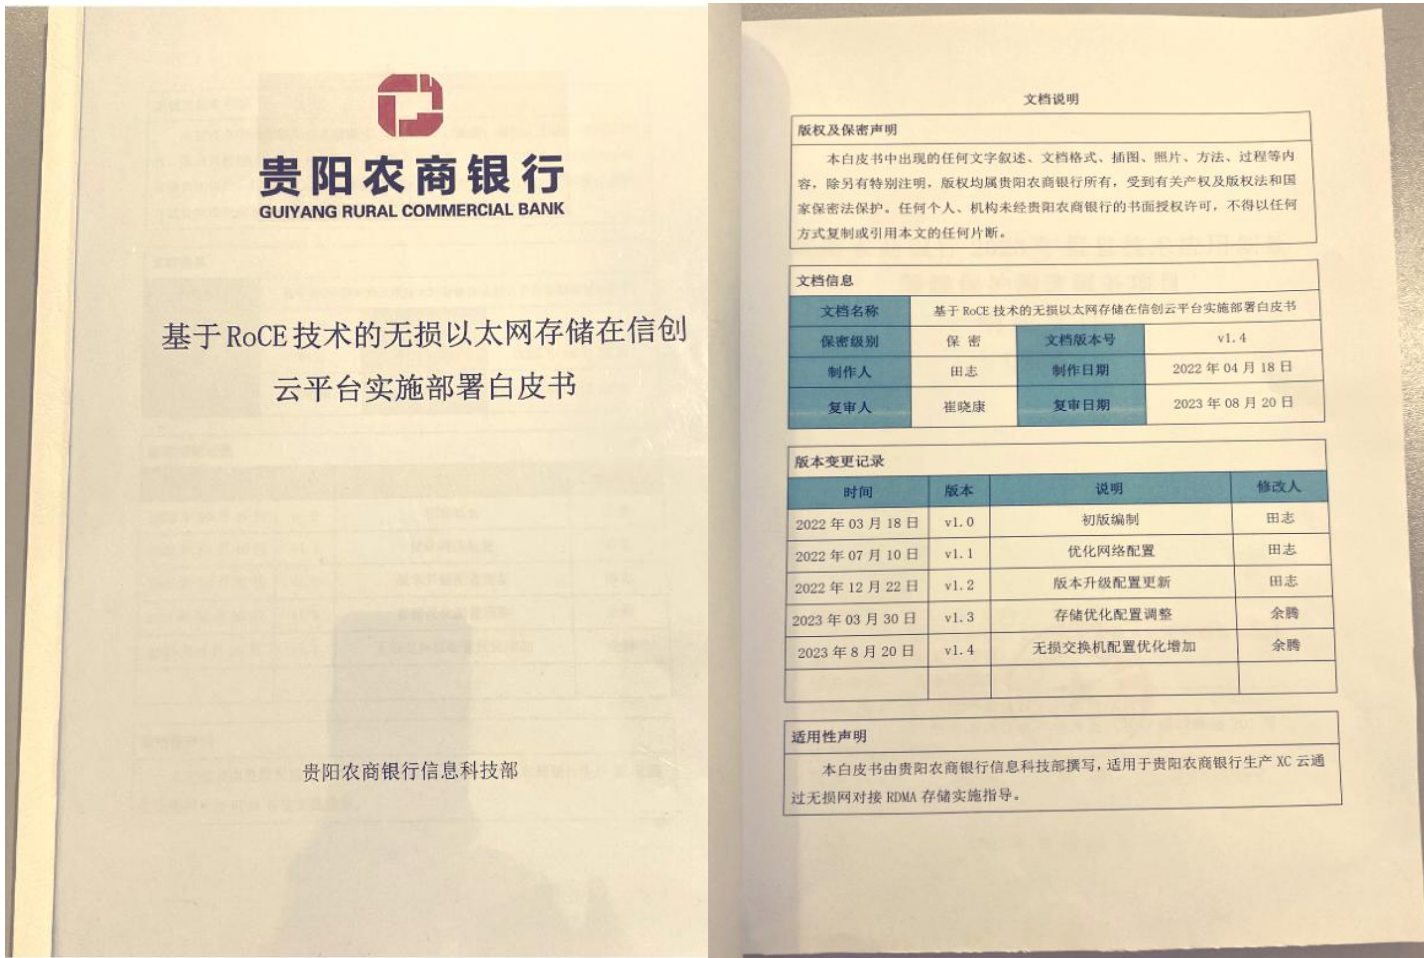 贵阳农商银行
GUIYANG RURAL COMMERCIAL BANK
基于RoCE技术的无损以太网存储在信创
云平台实施部署白皮书
贵阳农商银行信息科技部
文档说明
版权及保密声明
本白皮书中出现的任何文字叙述、文档格式、插图、照片、方法、过程等内
容，除另有特别注明，版权均属贵阳农商银行所有，受到有关产权及版权法和国
家保密法保护。任何个人、机构未经贵阳农商银行的书面授权许可，不得以任何
方式复制或引用本文的任何片断。
文档信息
文档名称 基于 RoCE 技术的无损以太网存储在信创云平台实施部署白皮书
保密级别 保 密 文档版本号 v1.4
制作人 田志 制作日期 2022 年 04 月 18 日
复审人 崔晓康 复审日期 2023 年 08 月 20 日
版本变更记录
时间 版本 说明 修改人
2022 年 03 月 18 日 v1.0 初版编制 田志
2022 年 07 月 10 日 v1.1 优化网络配置 田志
2022 年 12 月 22 日 v1.2 版本升级配置更新 田志
2023 年 03 月 30 日 v1.3 存储优化配置调整 余腾
2023 年 8 月 20 日 v1.4 无损交换机配置优化增加 余腾
适用性声明
本白皮书由贵阳农商银行信息科技部撰写，适用于贵阳农商银行生产 XC 云通
过无损网对接 RDMA 存储实施指导。